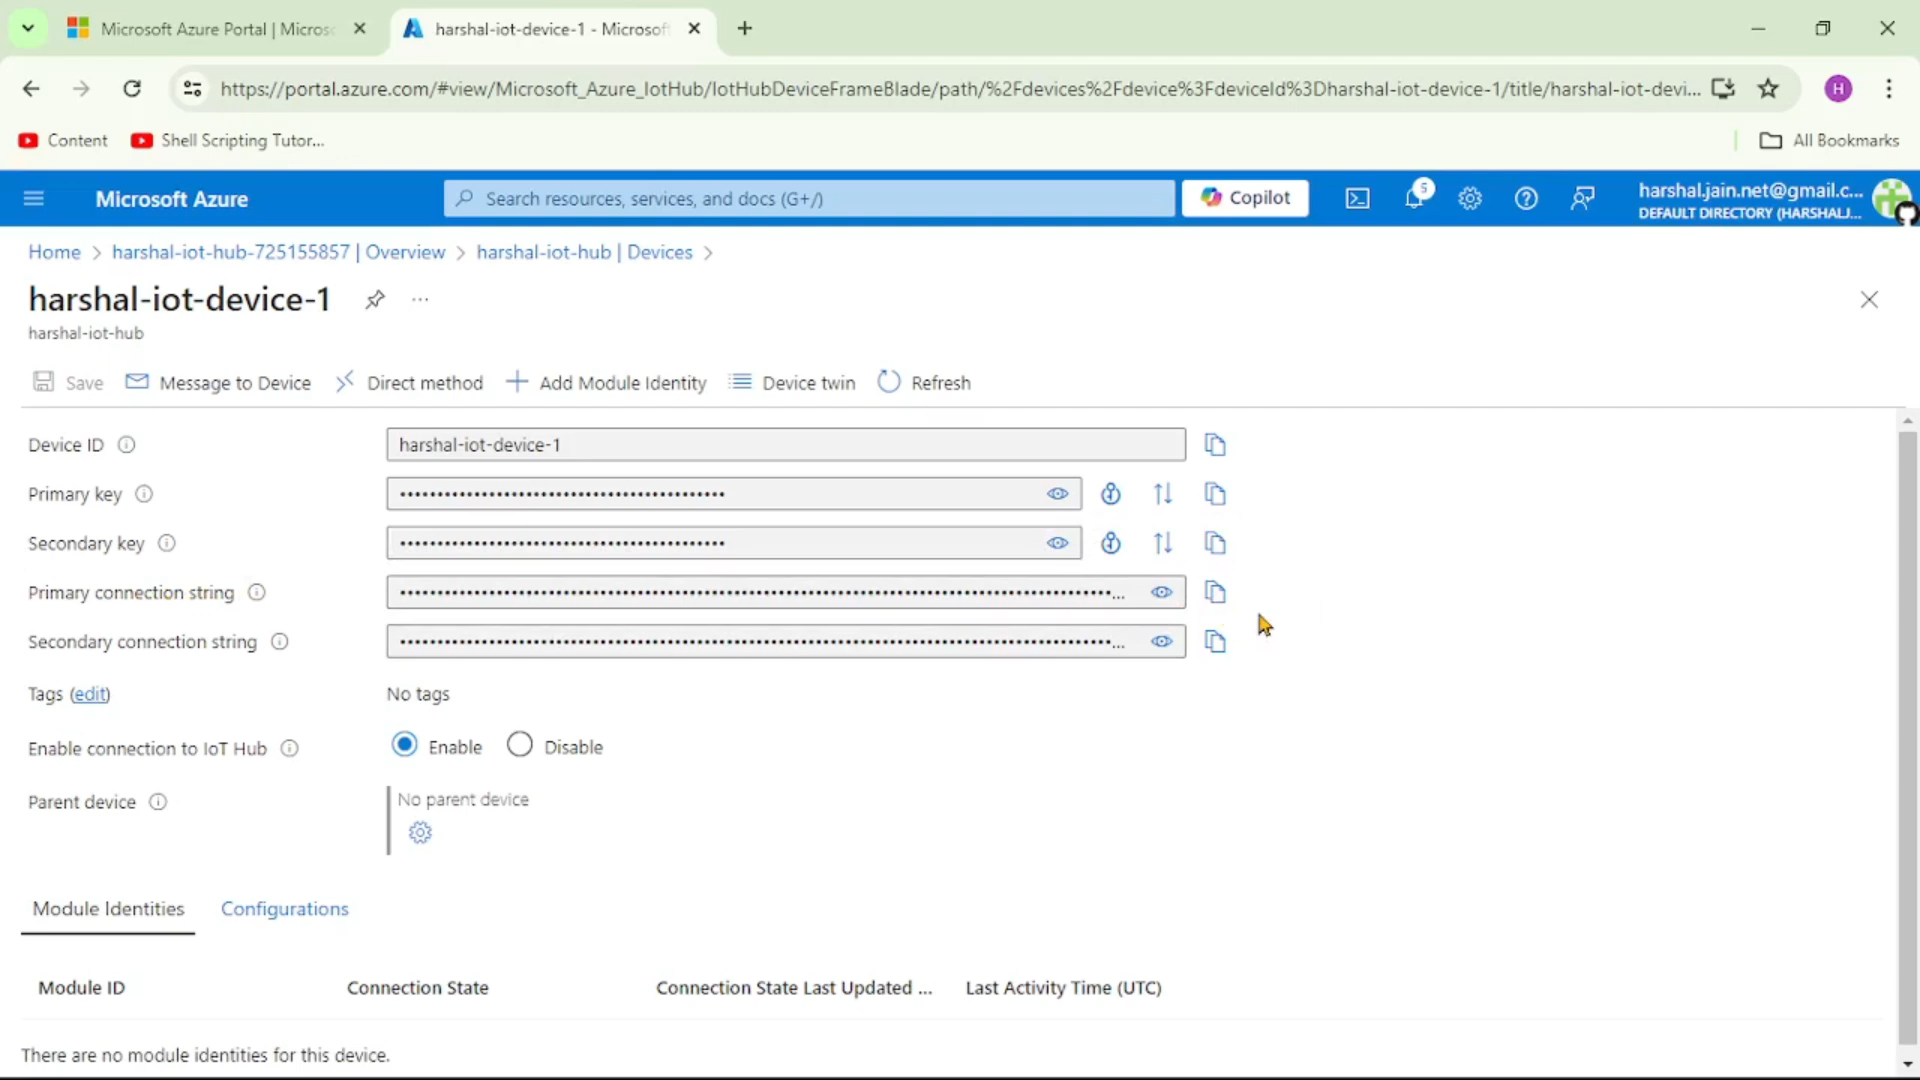 Microsoft Azure Portal | Micros
harshal-iot-device-1 - Microsof
https://portal.azure.com/#view/Microsoft_Azure_IotHub/IotHubDeviceFrameBlade/path/%2Fdevices%2Fdevice%3FdeviceId%3Dharshal-iot-device-1/title/harshal-iot-devi...
H
Content
Shell Scripting Tutor...
All Bookmarks
Microsoft Azure
Search resources, services, and docs (G+/)
Copilot
5
harshal.jain.net@gmail.c...
DEFAULT DIRECTORY (HARSHALJ...
Home > harshal-iot-hub-725155857 | Overview > harshal-iot-hub | Devices >
harshal-iot-device-1
...
harshal-iot-hub
Save
Message to Device
Direct method
Add Module Identity
Device twin
Refresh
Device ID
harshal-iot-device-1
Primary key
Secondary key
Primary connection string
Secondary connection string
Tags (edit)
No tags
Enable connection to IoT Hub
Enable
Disable
Parent device
No parent device
Module Identities
Configurations
Module ID
Connection State
Connection State Last Updated ...
Last Activity Time (UTC)
There are no module identities for this device.